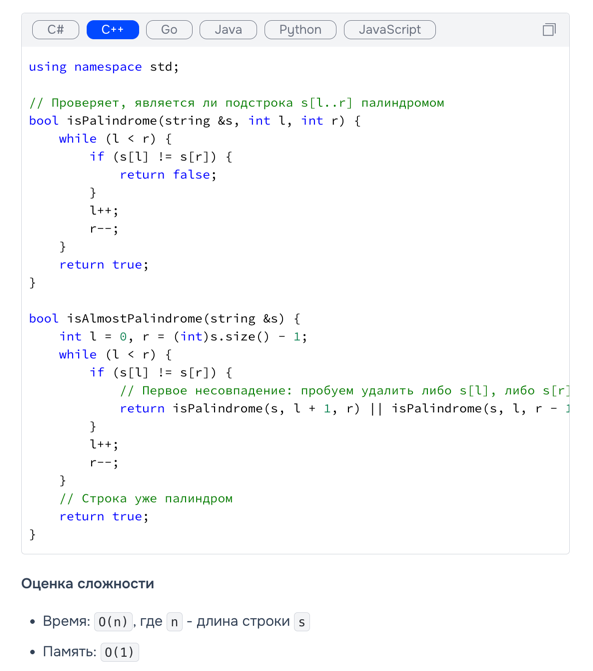 C# C++ Go Java Python JavaScript
using namespace std;
// Проверяет, является ли подстрока s[l..r] палиндромом
bool isPalindrome(string &s, int l, int r) {
    while (l < r) {
        if (s[l] != s[r]) {
            return false;
        }
        l++;
        r--;
    }
    return true;
}
bool isAlmostPalindrome(string &s) {
    int l = 0, r = (int)s.size() - 1;
    while (l < r) {
        if (s[l] != s[r]) {
            // Первое несовпадение: пробуем удалить либо s[l], либо s[r]
            return isPalindrome(s, l + 1, r) || isPalindrome(s, l, r - 1
        }
        l++;
        r--;
    }
    // Строка уже палиндром
    return true;
}
Оценка сложности
• Время: O(n), где n - длина строки s
• Память: O(1)